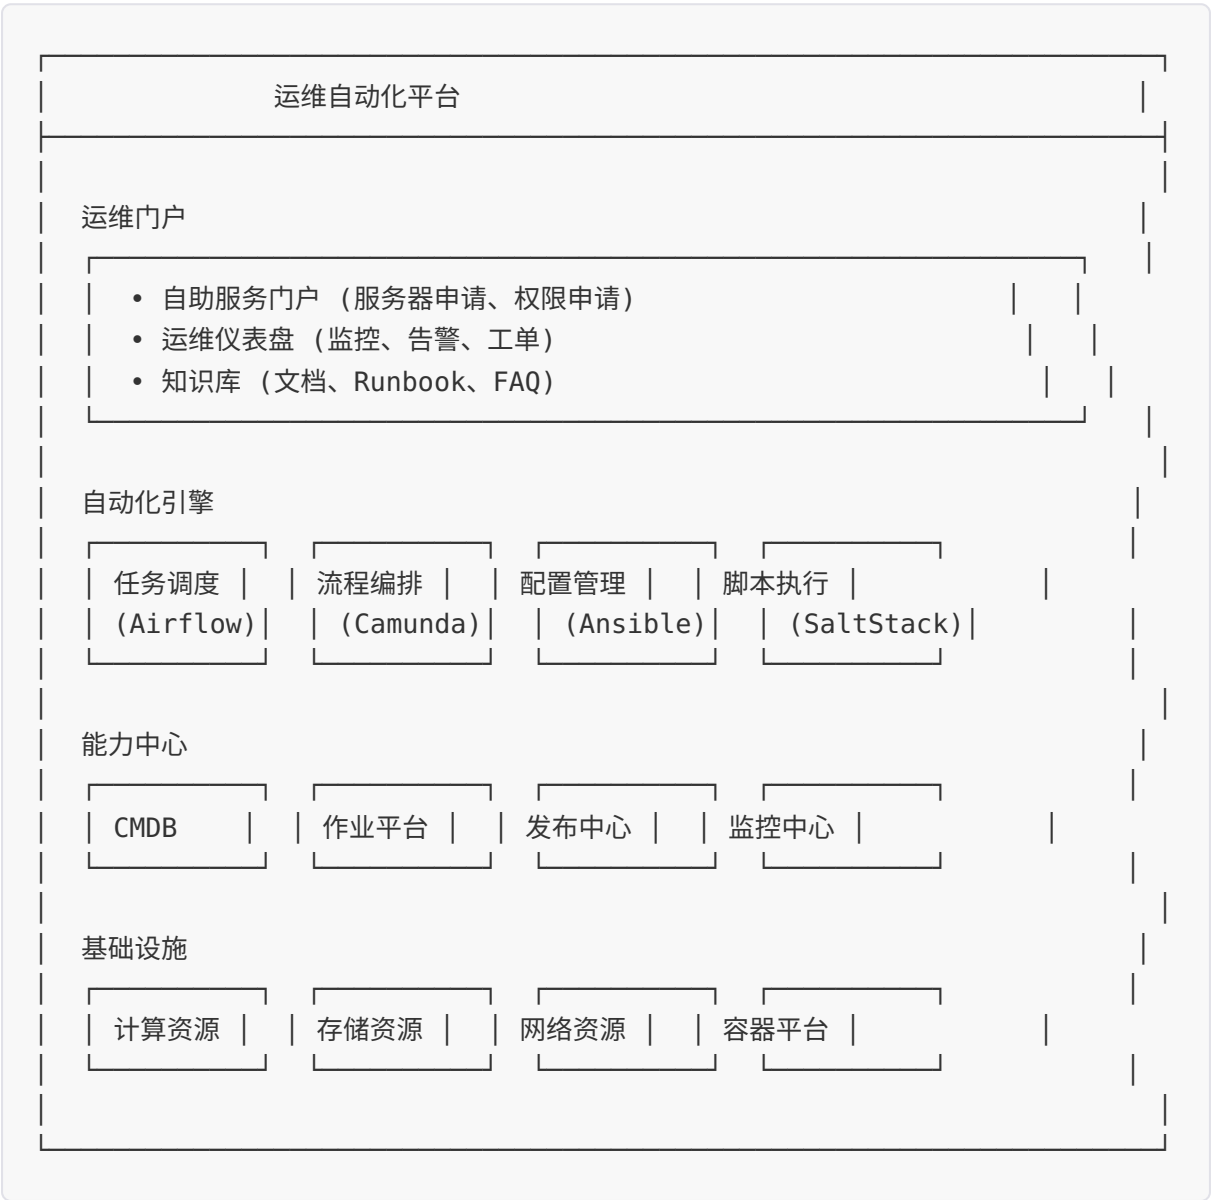 运维自动化平台
运维门户
• 自助服务门户 (服务器申请、权限申请)
• 运维仪表盘 (监控、告警、工单)
• 知识库 (文档、Runbook、FAQ)
自动化引擎
任务调度 流程编排 配置管理 脚本执行
(Airflow) (Camunda) (Ansible) (SaltStack)
能力中心
CMDB 作业平台 发布中心 监控中心
基础设施
计算资源 存储资源 网络资源 容器平台